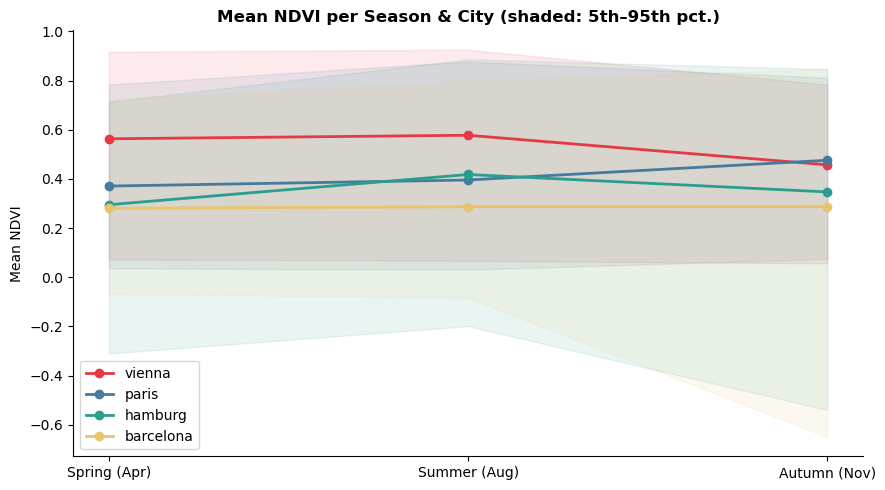 Mean NDVI per Season & City (shaded: 5th–95th pct.)
Mean NDVI
1.0
0.8
0.6
0.4
0.2
0.0
−0.2
−0.4
−0.6
vienna
paris
hamburg
barcelona
Spring (Apr)
Summer (Aug)
Autumn (Nov)